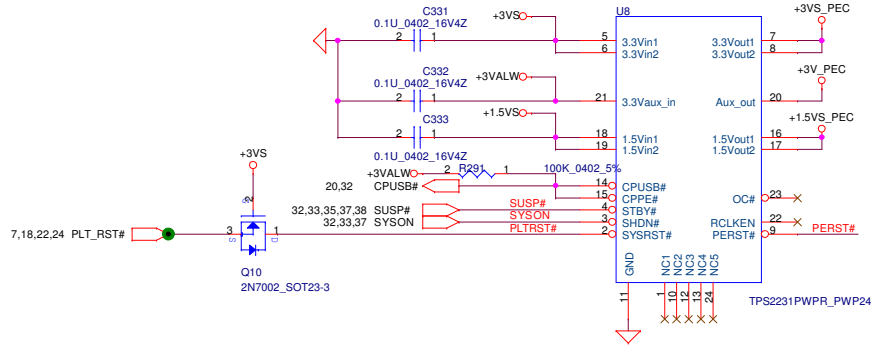 C331
0.1U_0402_16V4Z
2
1
+3VS
U8
+3VS_PEC
5
3.3Vin1
3.3Vout1
7
6
3.3Vin2
3.3Vout2
8
C332
0.1U_0402_16V4Z
2
1
+3VALW
+3V_PEC
21
3.3Vaux_in
Aux_out
20
C333
+1.5VS
+1.5VS_PEC
2
1
18
1.5Vin1
1.5Vout1
16
19
1.5Vin2
1.5Vout2
17
0.1U_0402_16V4Z
+3VALW
2
R291
1
100K_0402_5%
+3VS
20,32
CPUSB#
14
CPUSB#
15
CPPE#
OC#
23
32,33,35,37,38
SUSP#
SUSP#
4
STBY#
32,33,37
SYSON
SYSON
3
SHDN#
RCLKEN
22
7,18,22,24
PLT_RST#
3
S
2
G
1
D
PLTRST#
2
SYSRST#
PERST#
9
PERST#
Q10
2N7002_SOT23-3
GND
NC1
NC2
NC3
NC4
NC5
11
1
10
12
13
24
TPS2231PWPR_PWP24